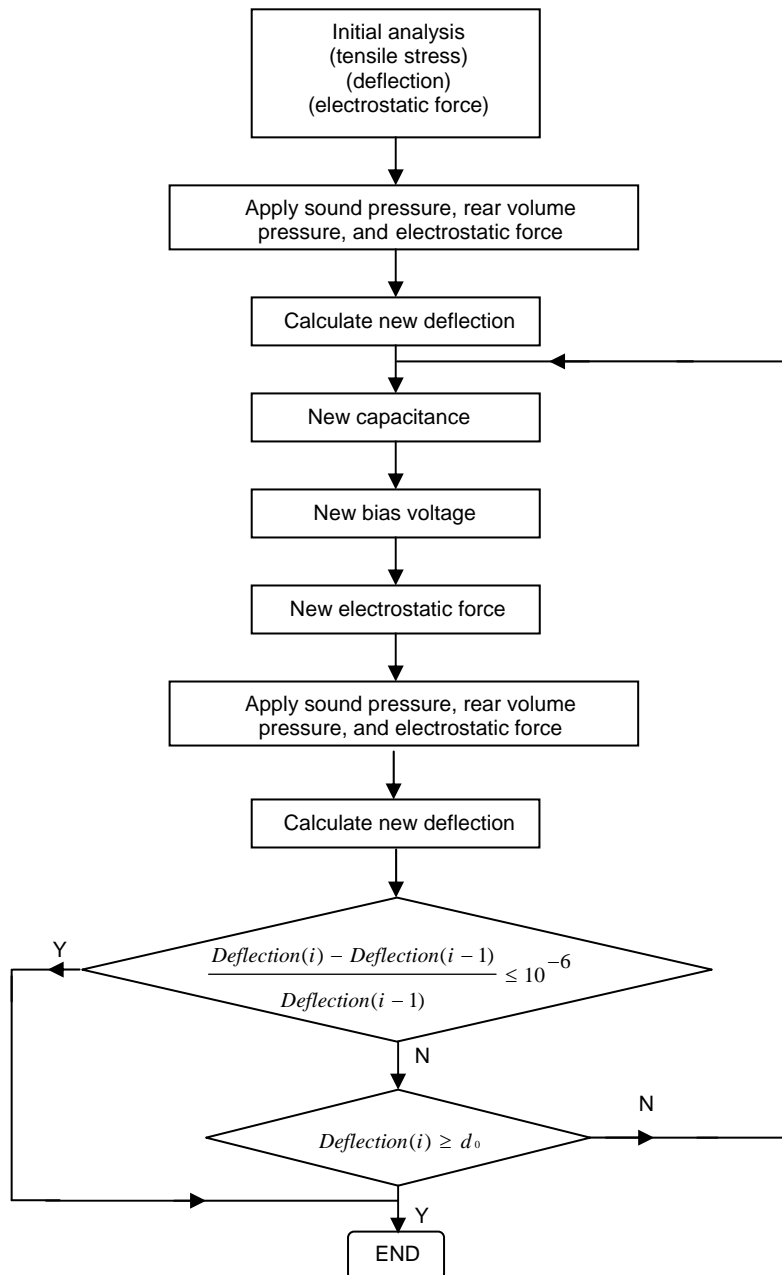 Initial analysis
(tensile stress)
(deflection)
(electrostatic force)
Apply sound pressure, rear volume
pressure, and electrostatic force
Calculate new deflection
New capacitance
New bias voltage
New electrostatic force
Apply sound pressure, rear volume
pressure, and electrostatic force
Calculate new deflection
Y
Deflection(i) − Deflection(i − 1)
Deflection(i − 1)
≤ 10⁻⁶
N
N
Deflection(i) ≥ d₀
Y
END